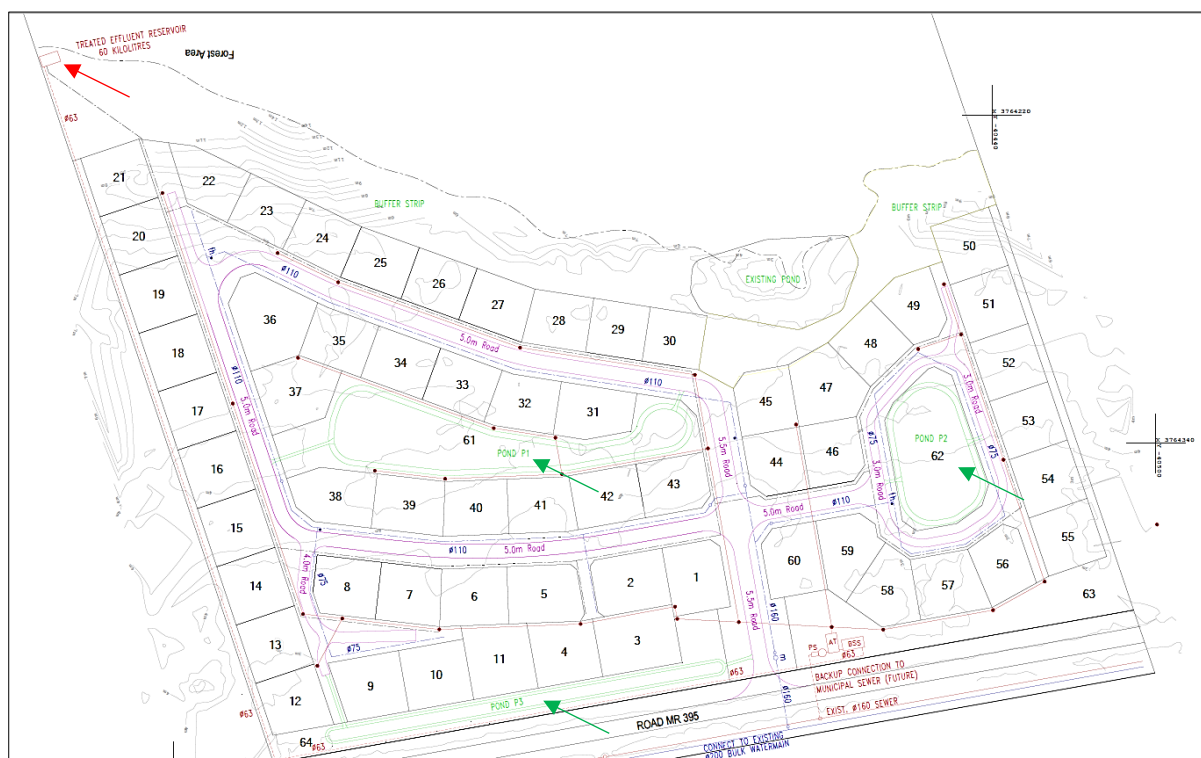 TREATED EFFLUENT RESERVOIR
60 KILOLITRES
Forest Area
X 3764220
Ø63
21
22
BUFFER STRIP
BUFFER STRIP
20
23
24
50
th.
Ø110
25
EXISTING POND
19
26
49
51
36
27
35
28
29
30
48
18
34
5.0m Road
52
Ø110
37
33
Ø110
47
3.0m Road
17
5.0m Road
32
31
45
53
61
POND P1
5.5m Road
Ø75
POND P2
62
Ø75
X 3764340
16
44
46
3.0m Road
54
38
39
40
41
42
43
5.0m Road
Ø110
th.
15
Ø110
5.0m Road
55
4.0m Road
Ø75
59
56
14
8
7
6
5
2
1
60
58
57
63
5.5m Road
Ø160
13
Ø75
3
11
4
10
9
PS
AT
BSS
Ø63
m
12
Ø63
Ø63
BACKUP CONNECTION TO
MUNICIPAL SEWER (FUTURE)
POND P3
Ø160
EXIST. Ø160 SEWER
ROAD MR 395
64
Ø63
CONNECT TO EXISTING
Ø200 BULK WATERMAIN